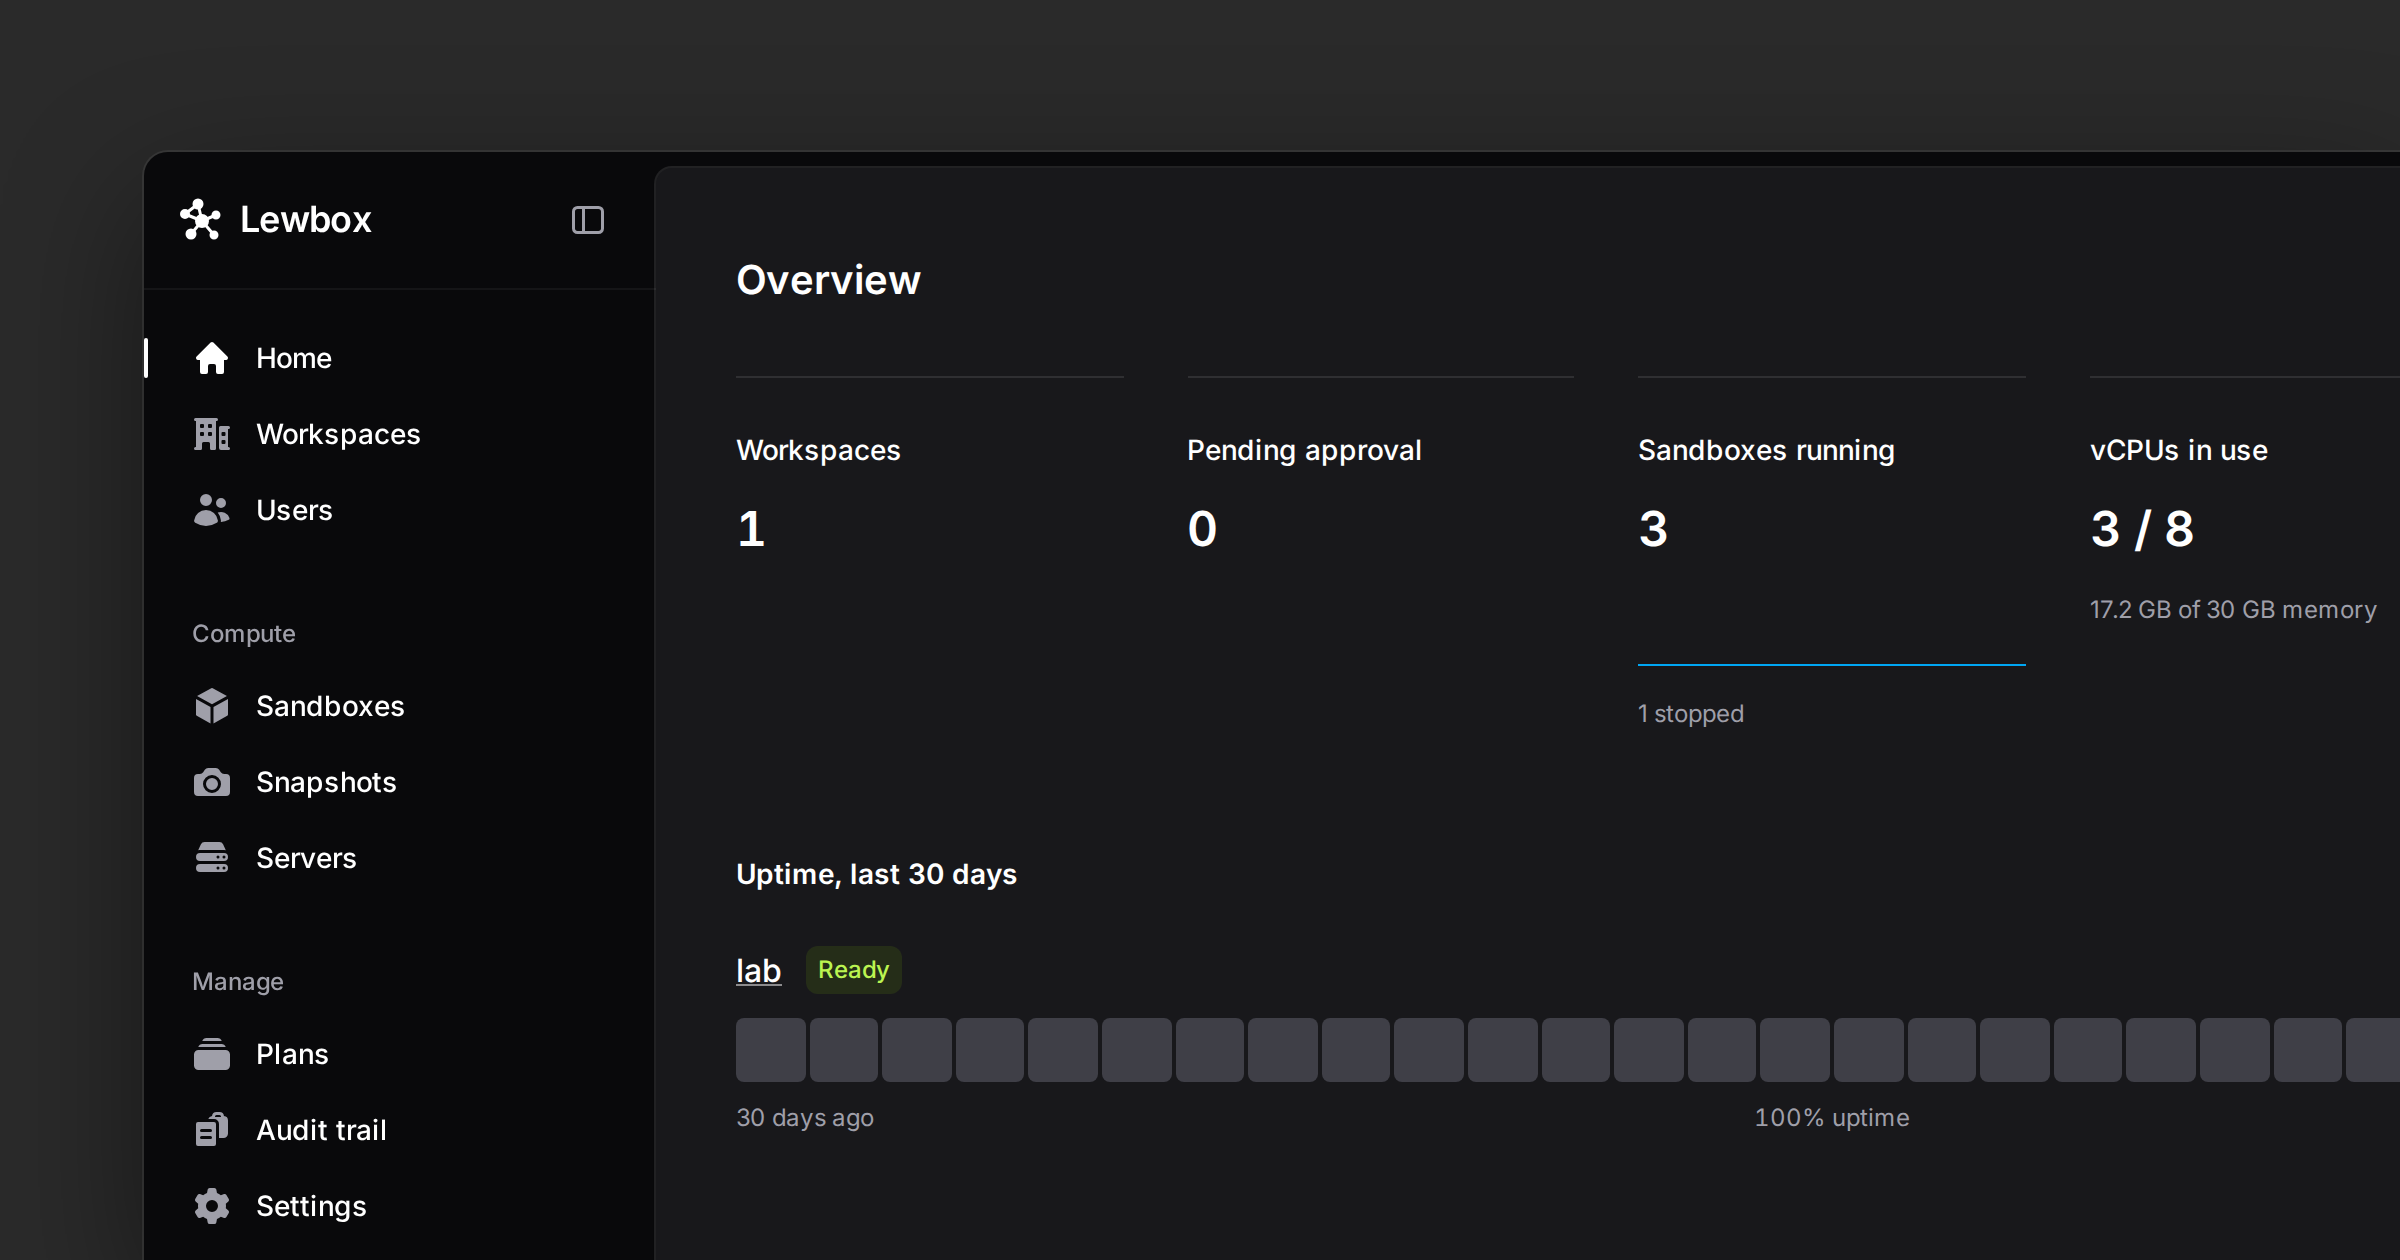 Lewbox
Home
Workspaces
Users
Compute
Sandboxes
Snapshots
Servers
Manage
Plans
Audit trail
Settings
Overview
Workspaces
1
Pending approval
0
Sandboxes running
3
1 stopped
vCPUs in use
3 / 8
17.2 GB of 30 GB memory
Uptime, last 30 days
lab Ready
30 days ago 100% uptime